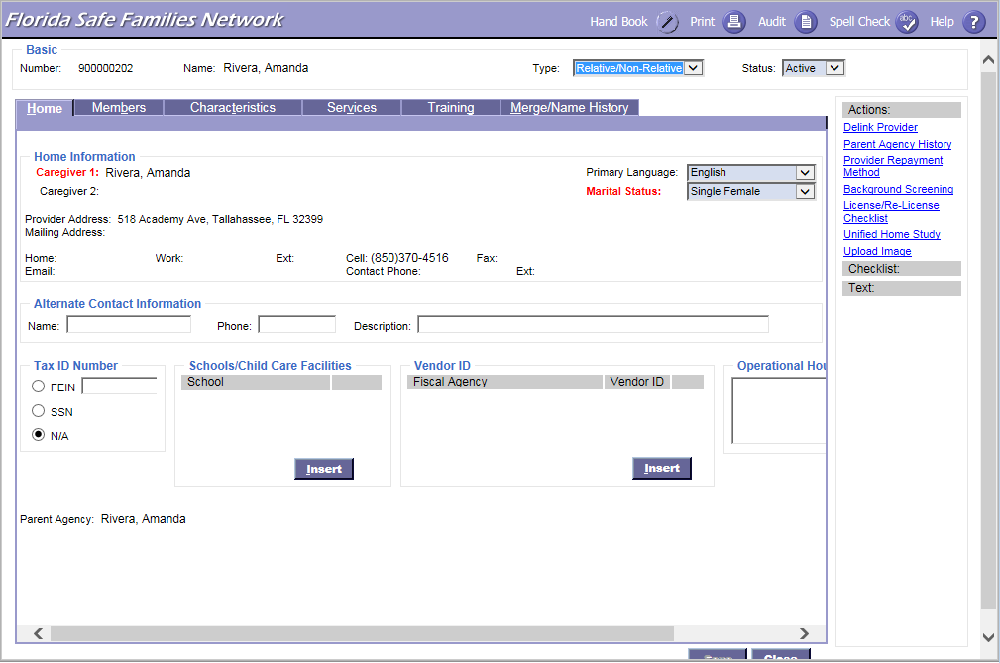 Florida Safe Families Network
Hand Book Print Audit Spell Check abc Help ?
Basic
Number: 900000202 Name: Rivera, Amanda Type: Relative/Non-Relative Status: Active
Home Members Characteristics Services Training Merge/Name History
Home Information
Caregiver 1: Rivera, Amanda Primary Language: English
Caregiver 2: Marital Status: Single Female
Provider Address: 518 Academy Ave, Tallahassee, FL 32399
Mailing Address:
Home: Work: Ext: Cell: (850)370-4516 Fax:
Email: Contact Phone: Ext:
Alternate Contact Information
Name: Phone: Description:
Tax ID Number
FEIN
SSN
N/A
Schools/Child Care Facilities
School
Insert
Vendor ID
Fiscal Agency Vendor ID
Insert
Operational Hou
Parent Agency: Rivera, Amanda
Actions:
Delink Provider
Parent Agency History
Provider Repayment
Method
Background Screening
License/Re-License
Checklist
Unified Home Study
Upload Image
Checklist:
Text:
Save Close